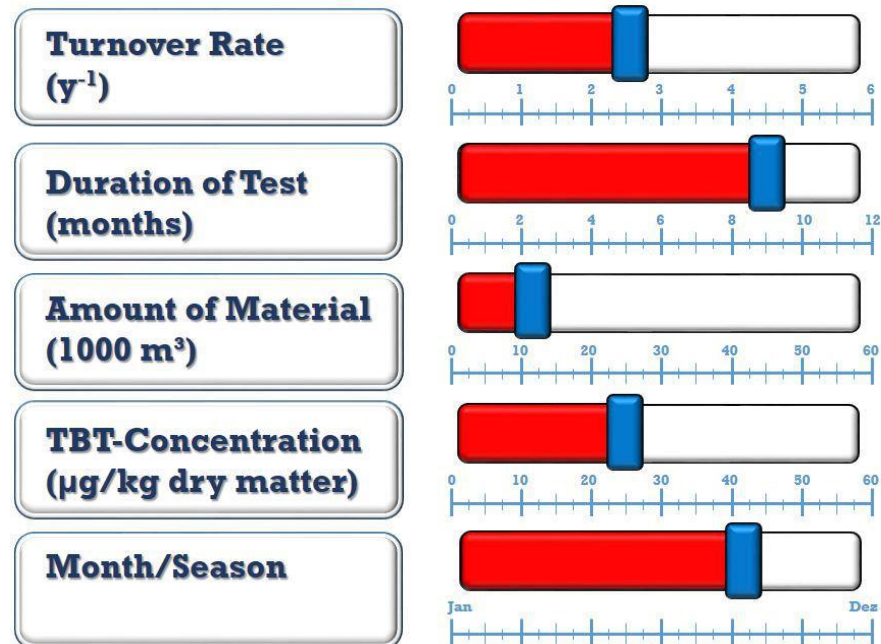 Turnover Rate
(y⁻¹)
0 1 2 3 4 5 6
Duration of Test
(months)
0 2 4 6 8 10 12
Amount of Material
(1000 m³)
0 10 20 30 40 50 60
TBT-Concentration
(µg/kg dry matter)
0 10 20 30 40 50 60
Month/Season
Jan Dez